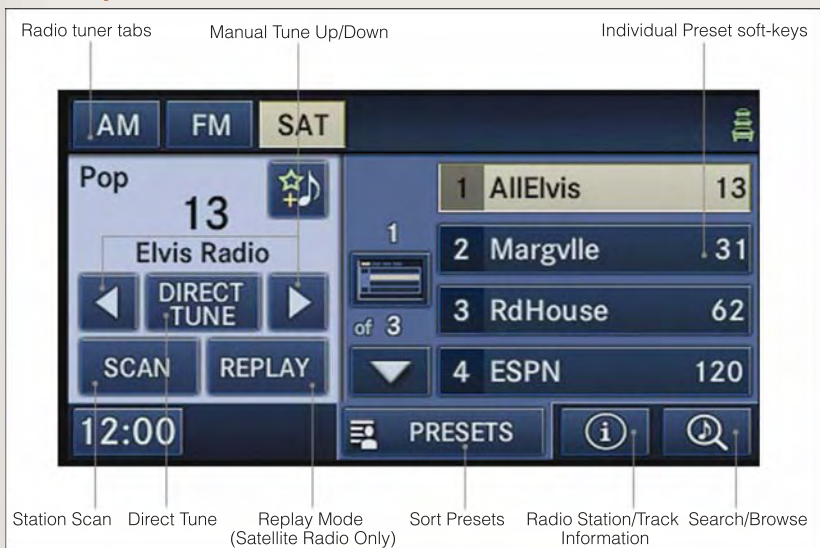 Radio tuner tabs
Manual Tune Up/Down
Individual Preset soft-keys
AM
FM
SAT
Pop
13
Elvis Radio
DIRECT
TUNE
SCAN
REPLAY
12:00
1
of 3
1 AllElvis 13
2 Margvlle 31
3 RdHouse 62
4 ESPN 120
PRESETS
i
Station Scan
Direct Tune
Replay Mode
(Satellite Radio Only)
Sort Presets
Radio Station/Track
Information
Search/Browse